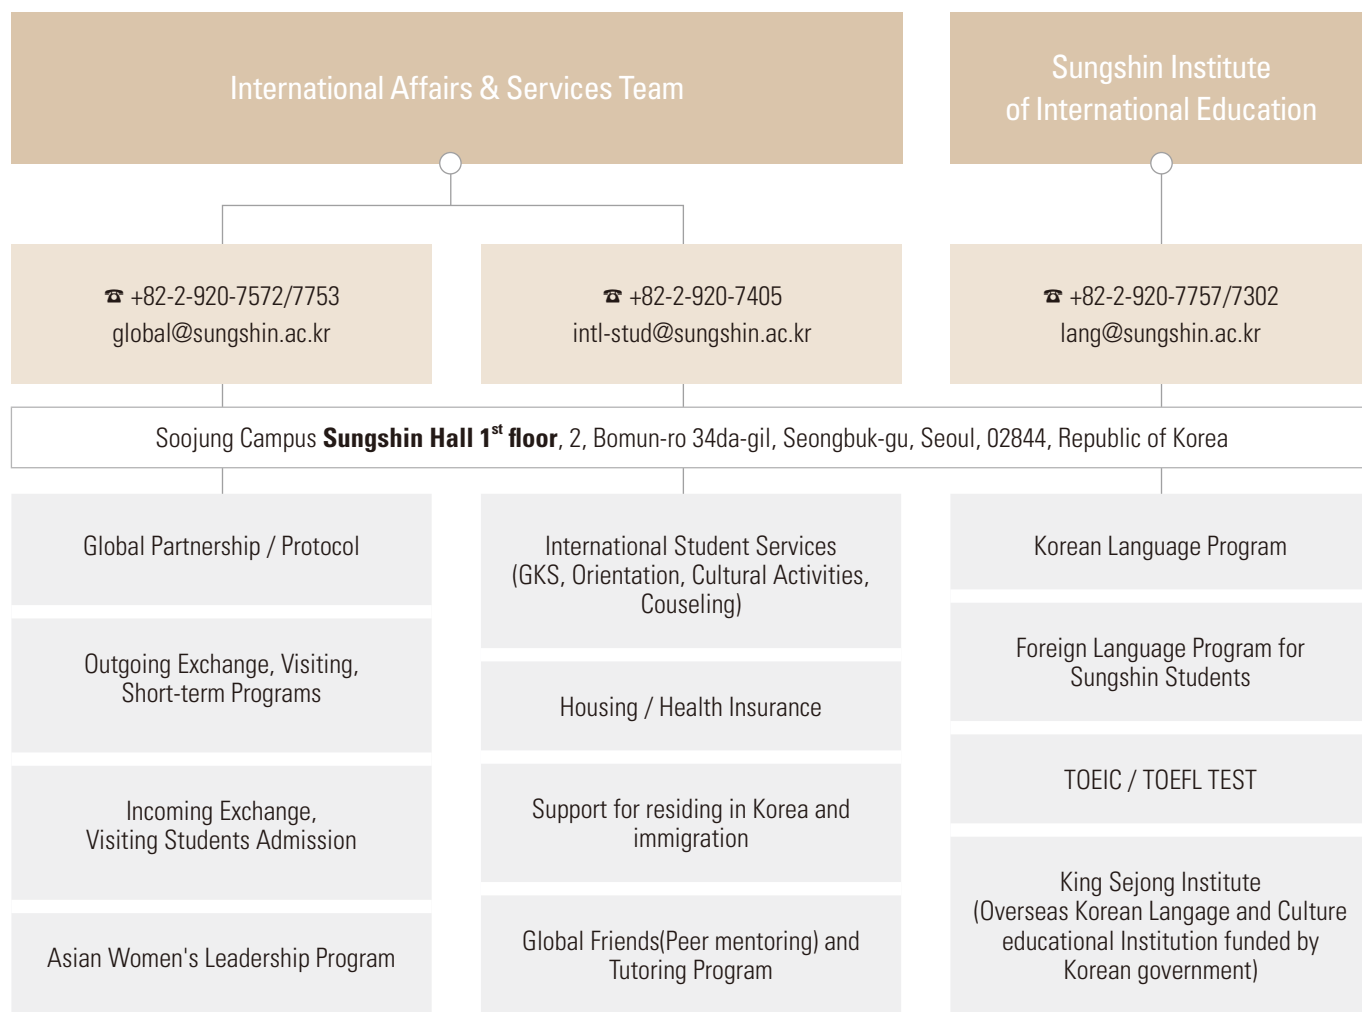 International Affairs & Services Team
Sungshin Institute
of International Education
☎ +82-2-920-7572/7753
global@sungshin.ac.kr
☎ +82-2-920-7405
intl-stud@sungshin.ac.kr
☎ +82-2-920-7757/7302
lang@sungshin.ac.kr
Soojung Campus Sungshin Hall 1st floor, 2, Bomun-ro 34da-gil, Seongbuk-gu, Seoul, 02844, Republic of Korea
Global Partnership / Protocol
Outgoing Exchange, Visiting,
Short-term Programs
Incoming Exchange,
Visiting Students Admission
Asian Women's Leadership Program
International Student Services
(GKS, Orientation, Cultural Activities,
Couseling)
Housing / Health Insurance
Support for residing in Korea and
immigration
Global Friends(Peer mentoring) and
Tutoring Program
Korean Language Program
Foreign Language Program for
Sungshin Students
TOEIC / TOEFL TEST
King Sejong Institute
(Overseas Korean Langage and Culture
educational Institution funded by
Korean government)